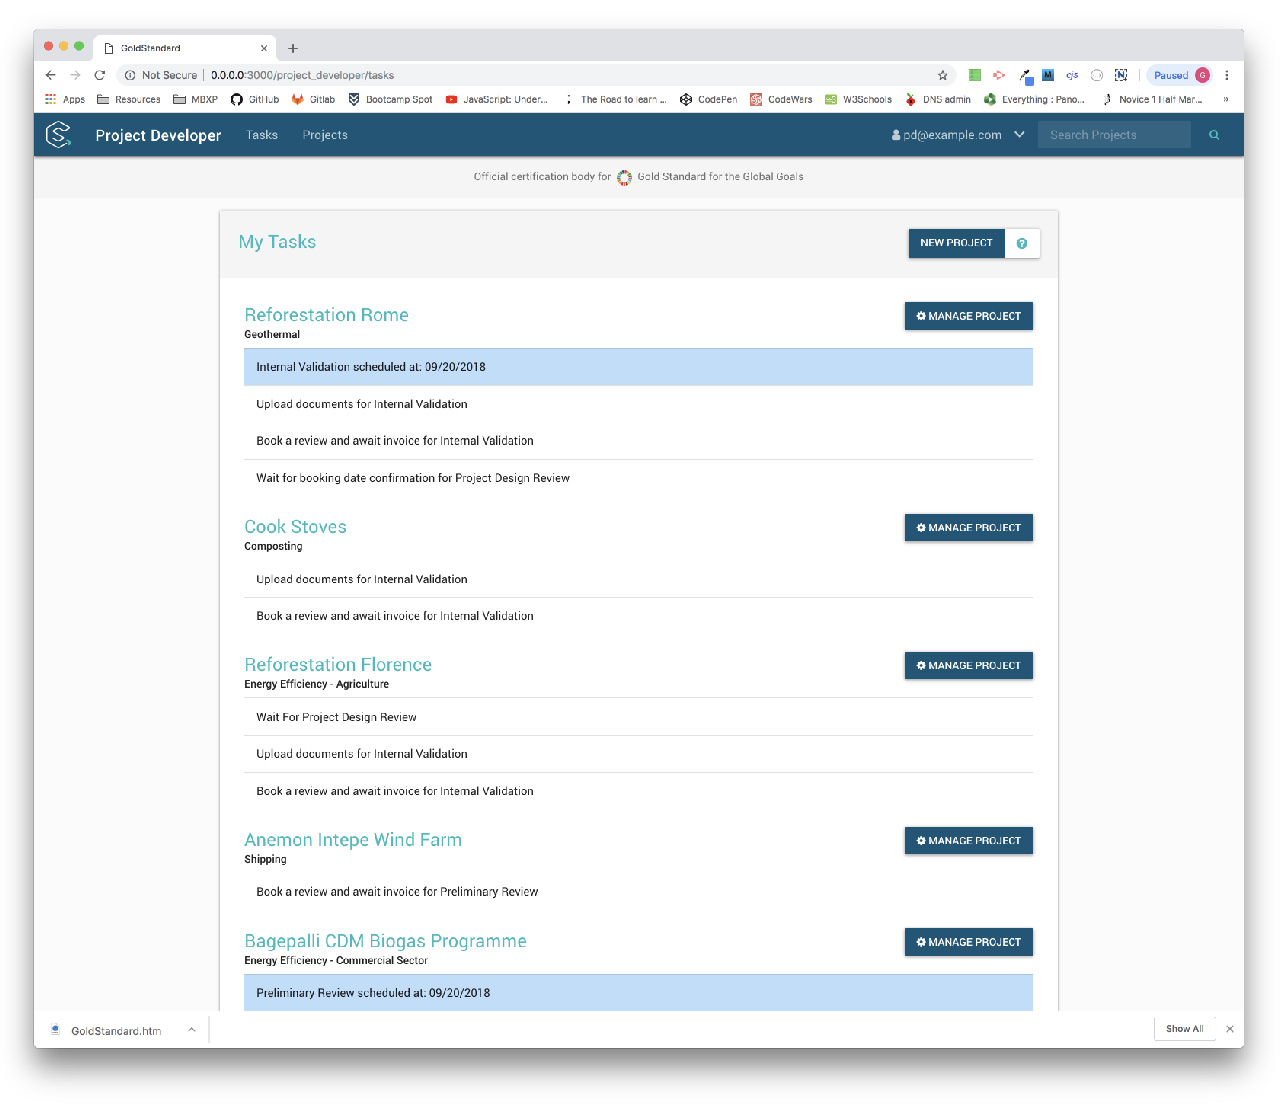 GoldStandard
Not Secure | 0.0.0.0:3000/project_developer/tasks
Paused G
Apps Resources MBXP GitHub Gitlab Bootcamp Spot JavaScript: Under... The Road to learn ... CodePen CodeWars W3Schools DNS admin Everything : Pano... Novice 1 Half Mar... »
Project Developer Tasks Projects pd@example.com Search Projects
Official certification body for Gold Standard for the Global Goals
My Tasks
NEW PROJECT ?
Reforestation Rome
MANAGE PROJECT
Geothermal
Internal Validation scheduled at: 09/20/2018
Upload documents for Internal Validation
Book a review and await invoice for Internal Validation
Wait for booking date confirmation for Project Design Review
Cook Stoves
MANAGE PROJECT
Composting
Upload documents for Internal Validation
Book a review and await invoice for Internal Validation
Reforestation Florence
MANAGE PROJECT
Energy Efficiency - Agriculture
Wait For Project Design Review
Upload documents for Internal Validation
Book a review and await invoice for Internal Validation
Anemon Intepe Wind Farm
MANAGE PROJECT
Shipping
Book a review and await invoice for Preliminary Review
Bagepalli CDM Biogas Programme
MANAGE PROJECT
Energy Efficiency - Commercial Sector
Preliminary Review scheduled at: 09/20/2018
GoldStandard.htm
Show All